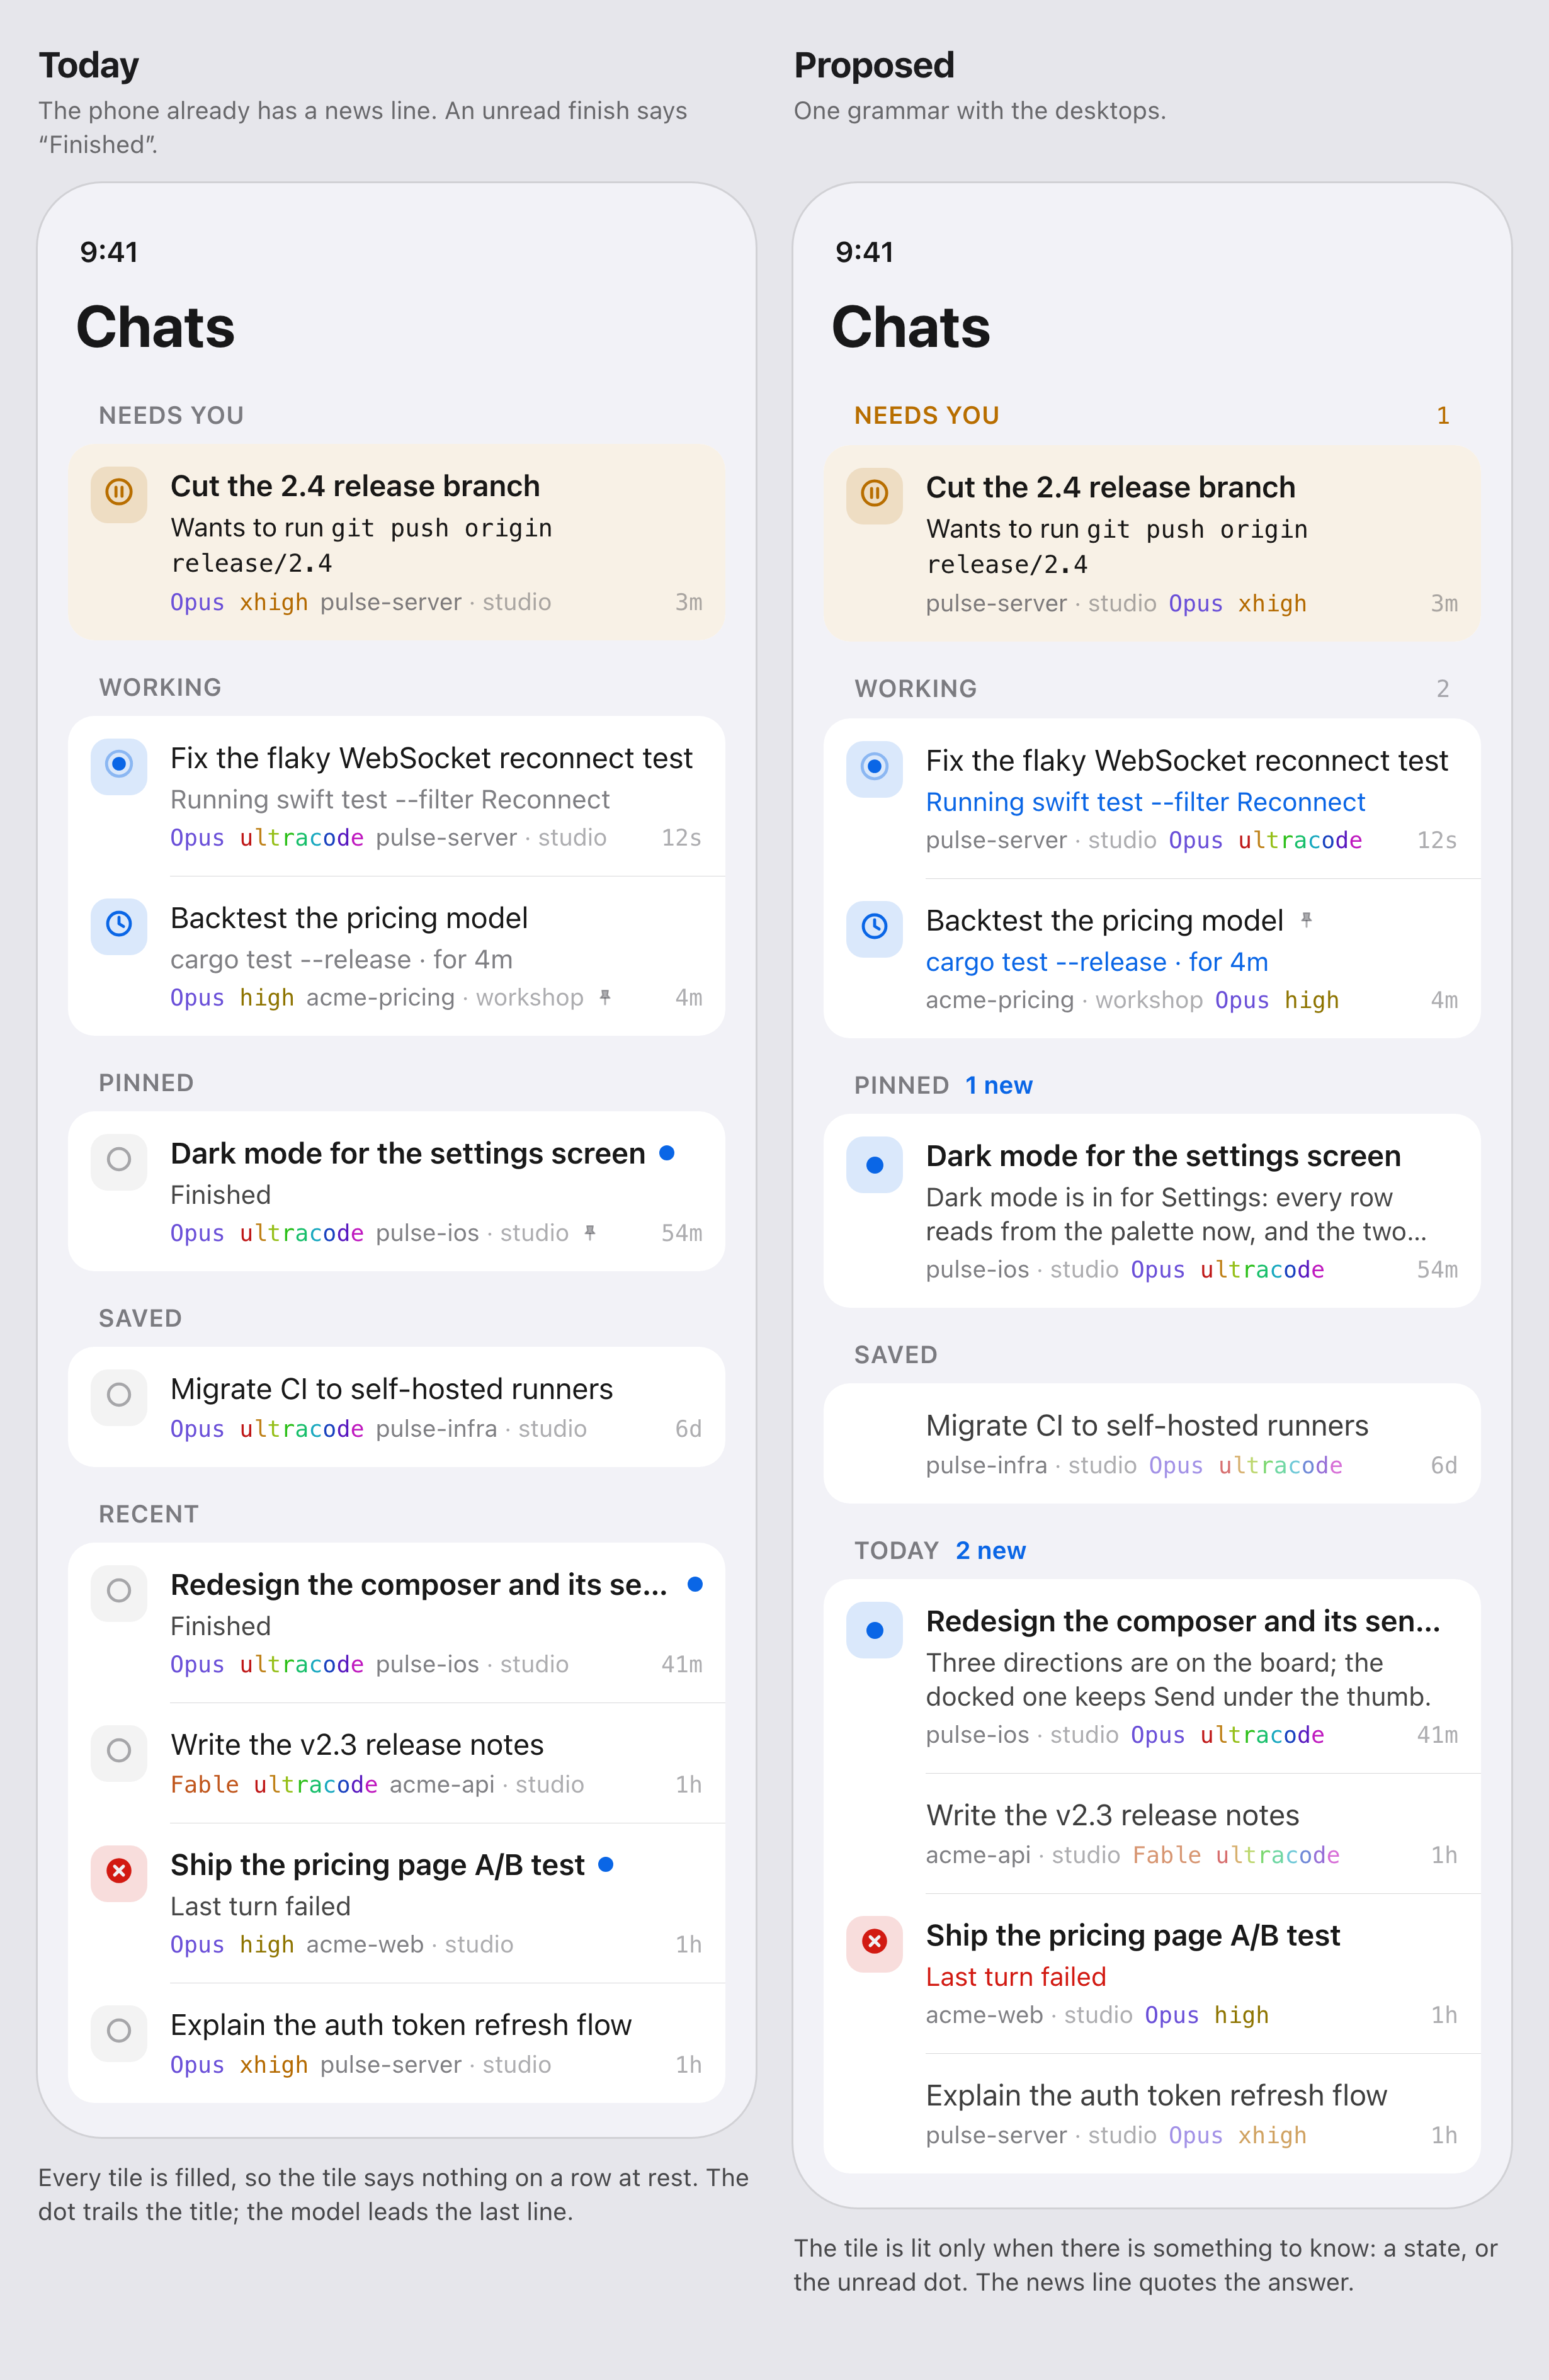 Today
The phone already has a news line. An unread finish says
“Finished”.
9:41
Chats
NEEDS YOU
Cut the 2.4 release branch
Wants to run git push origin
release/2.4
Opus xhigh pulse-server · studio 3m
WORKING
Fix the flaky WebSocket reconnect test
Running swift test --filter Reconnect
Opus ultracode pulse-server · studio 12s
Backtest the pricing model
cargo test --release · for 4m
Opus high acme-pricing · workshop 4m
PINNED
Dark mode for the settings screen
Finished
Opus ultracode pulse-ios · studio 54m
SAVED
Migrate CI to self-hosted runners
Opus ultracode pulse-infra · studio 6d
RECENT
Redesign the composer and its se...
Finished
Opus ultracode pulse-ios · studio 41m
Write the v2.3 release notes
Fable ultracode acme-api · studio 1h
Ship the pricing page A/B test
Last turn failed
Opus high acme-web · studio 1h
Explain the auth token refresh flow
Opus xhigh pulse-server · studio 1h
Every tile is filled, so the tile says nothing on a row at rest. The
dot trails the title; the model leads the last line.
Proposed
One grammar with the desktops.
9:41
Chats
NEEDS YOU 1
Cut the 2.4 release branch
Wants to run git push origin
release/2.4
pulse-server · studio Opus xhigh 3m
WORKING 2
Fix the flaky WebSocket reconnect test
Running swift test --filter Reconnect
pulse-server · studio Opus ultracode 12s
Backtest the pricing model
cargo test --release · for 4m
acme-pricing · workshop Opus high 4m
PINNED 1 new
Dark mode for the settings screen
Dark mode is in for Settings: every row
reads from the palette now, and the two...
pulse-ios · studio Opus ultracode 54m
SAVED
Migrate CI to self-hosted runners
pulse-infra · studio Opus ultracode 6d
TODAY 2 new
Redesign the composer and its sen...
Three directions are on the board; the
docked one keeps Send under the thumb.
pulse-ios · studio Opus ultracode 41m
Write the v2.3 release notes
acme-api · studio Fable ultracode 1h
Ship the pricing page A/B test
Last turn failed
acme-web · studio Opus high 1h
Explain the auth token refresh flow
pulse-server · studio Opus xhigh 1h
The tile is lit only when there is something to know: a state, or
the unread dot. The news line quotes the answer.